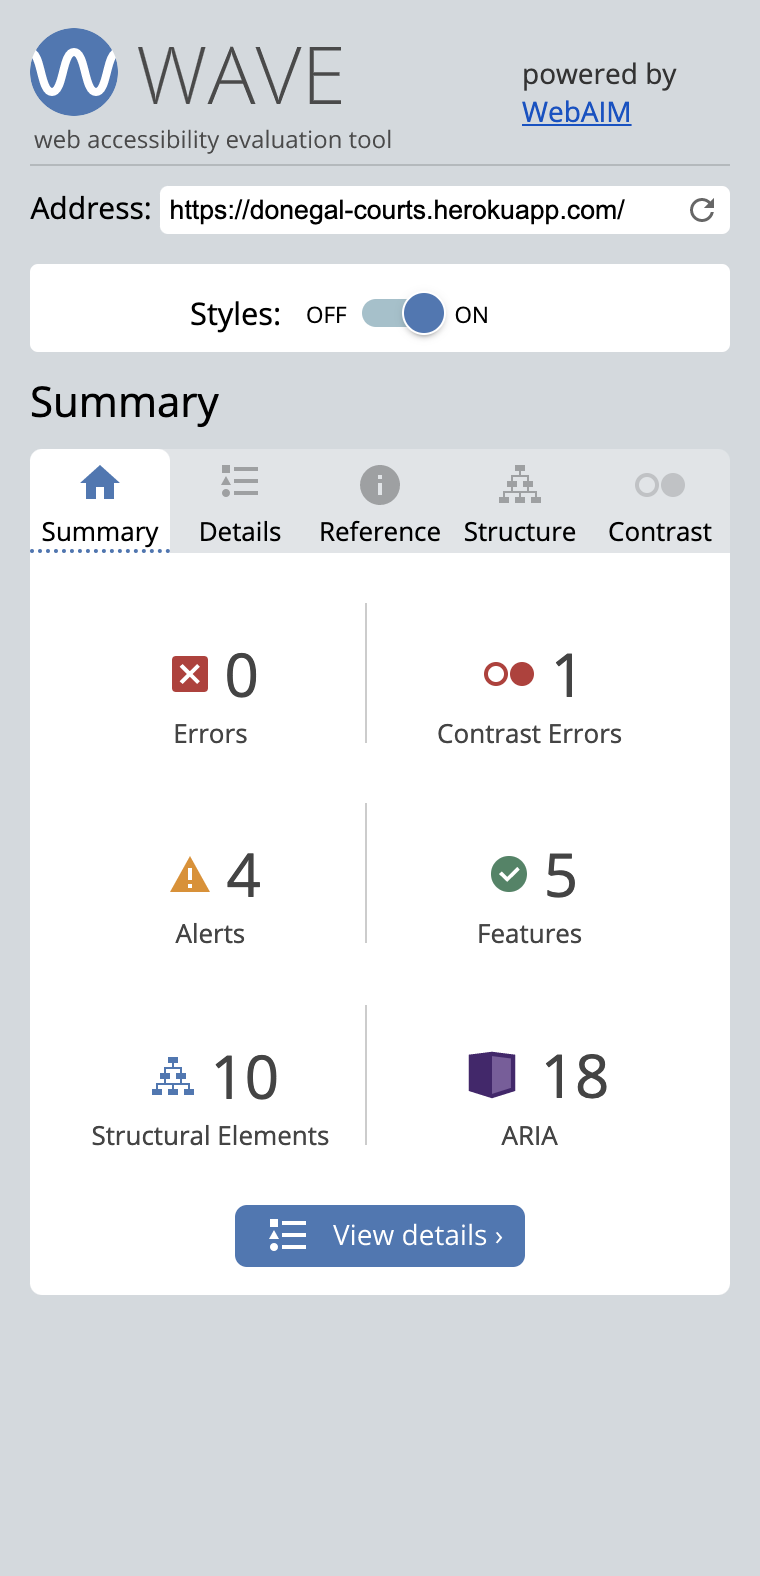 WAVE
powered by
WebAIM
web accessibility evaluation tool
Address: https://donegal-courts.herokuapp.com/
Styles: OFF ON
Summary
Summary Details Reference Structure Contrast
0 1
Errors Contrast Errors
4 5
Alerts Features
10 18
Structural Elements ARIA
View details ›